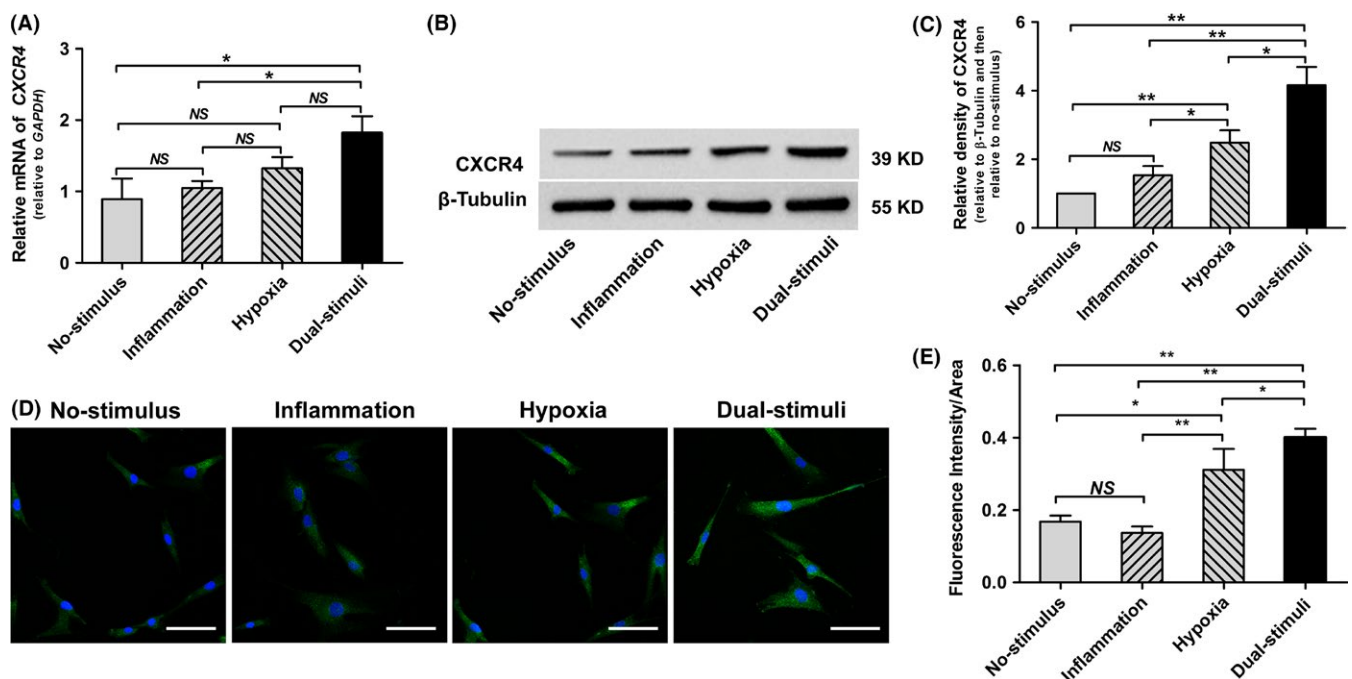 (A)
Relative mRNA of CXCR4
(relative to GAPDH)
3
2
1
0
*
*
NS
NS
NS
NS
No-stimulus
Inflammation
Hypoxia
Dual-stimuli
(B)
CXCR4
39 KD
β-Tubulin
55 KD
No-stimulus
Inflammation
Hypoxia
Dual-stimuli
(C)
Relative density of CXCR4
(relative to β-Tubulin and then
relative to no-stimulus)
6
4
2
0
**
**
*
**
*
NS
No-stimulus
Inflammation
Hypoxia
Dual-stimuli
(D)
No-stimulus
Inflammation
Hypoxia
Dual-stimuli
(E)
Fluorescence Intensity/Area
0.6
0.4
0.2
0.0
**
**
*
*
**
NS
No-stimulus
Inflammation
Hypoxia
Dual-stimuli